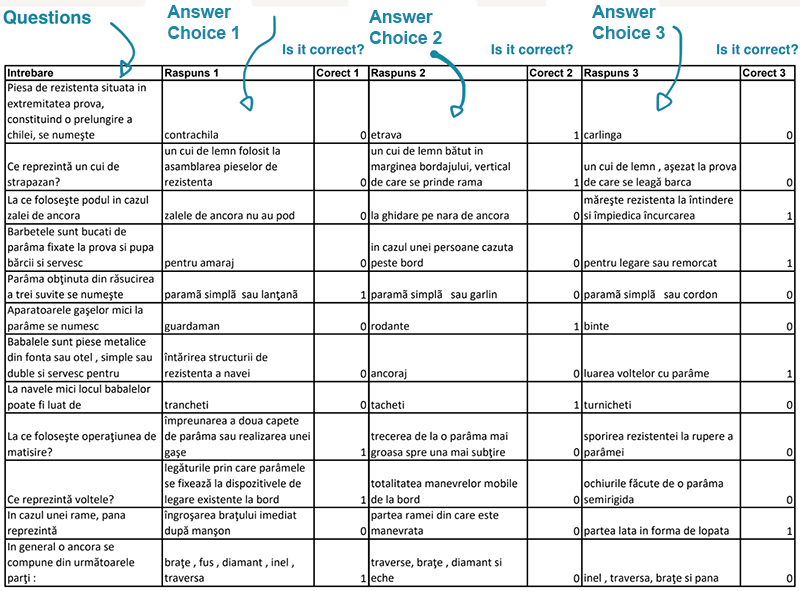 Questions
Answer
Choice 1
Is it correct?
Answer
Choice 2
Is it correct?
Answer
Choice 3
Is it correct?
Intrebare Raspuns 1 Corect 1 Raspuns 2 Corect 2 Raspuns 3 Corect 3
Piesa de rezistenta situata in
extremitatea prova,
constituind o prelungire a
chilei, se numește contrachila 0 etrava 1 carlinga 0
un cui de lemn folosit la un cui de lemn bătut in
Ce reprezintă un cui de asamblarea pieselor de marginea bordajului, vertical un cui de lemn , aşezat la prova
strapazan? rezistenta 0 de care se prinde rama 1 de care se leagă barca 0
La ce foloseşte podul in cazul măreşte rezistenta la întindere
zalei de ancora zalele de ancora nu au pod 0 la ghidare pe nara de ancora 0 si împiedica încurcarea 1
Barbetele sunt bucati de
parâma fixate la prova si pupa in cazul unei persoane cazuta
bărcii si servesc pentru amaraj 0 peste bord 0 pentru legare sau remorcat 1
Parâma obţinuta din răsucirea
a trei suvite se numeşte paramã simplã sau lanţanã 1 paramã simplã sau garlin 0 paramã simplã sau cordon 0
Aparatoarele gaşelor mici la
parâme se numesc guardaman 0 rodante 1 binte 0
Babalele sunt piese metalice
din fonta sau otel , simple sau întărirea structurii de
duble si servesc pentru rezistenta a navei 0 ancoraj 0 luarea voltelor cu parâme 1
La navele mici locul babalelor
poate fi luat de trancheti 0 tacheti 1 turnicheti 0
împreunarea a doua capete
La ce foloseşte operaţiunea de de parâma sau realizarea unei trecerea de la o parâma mai sporirea rezistentei la rupere a
matisire? gaşe 1 groasa spre una mai subţire 0 parâmei 0
legăturile prin care parâmele
se fixează la dispozitivele de totalitatea manevrelor mobile ochiurile făcute de o parâma
Ce reprezintă voltele? legare existente la bord 1 de la bord 0 semirigida 0
In cazul unei rame, pana îngroşarea braţului imediat partea ramei din care este
reprezintă după manşon 0 manevrata 0 partea lata in forma de lopata 1
In general o ancora se
compune din următoarele braţe , fus , diamant , inel , traverse, braţe , diamant si
parţi : traversa 1 eche 0 inel , traversa, braţe si pana 0